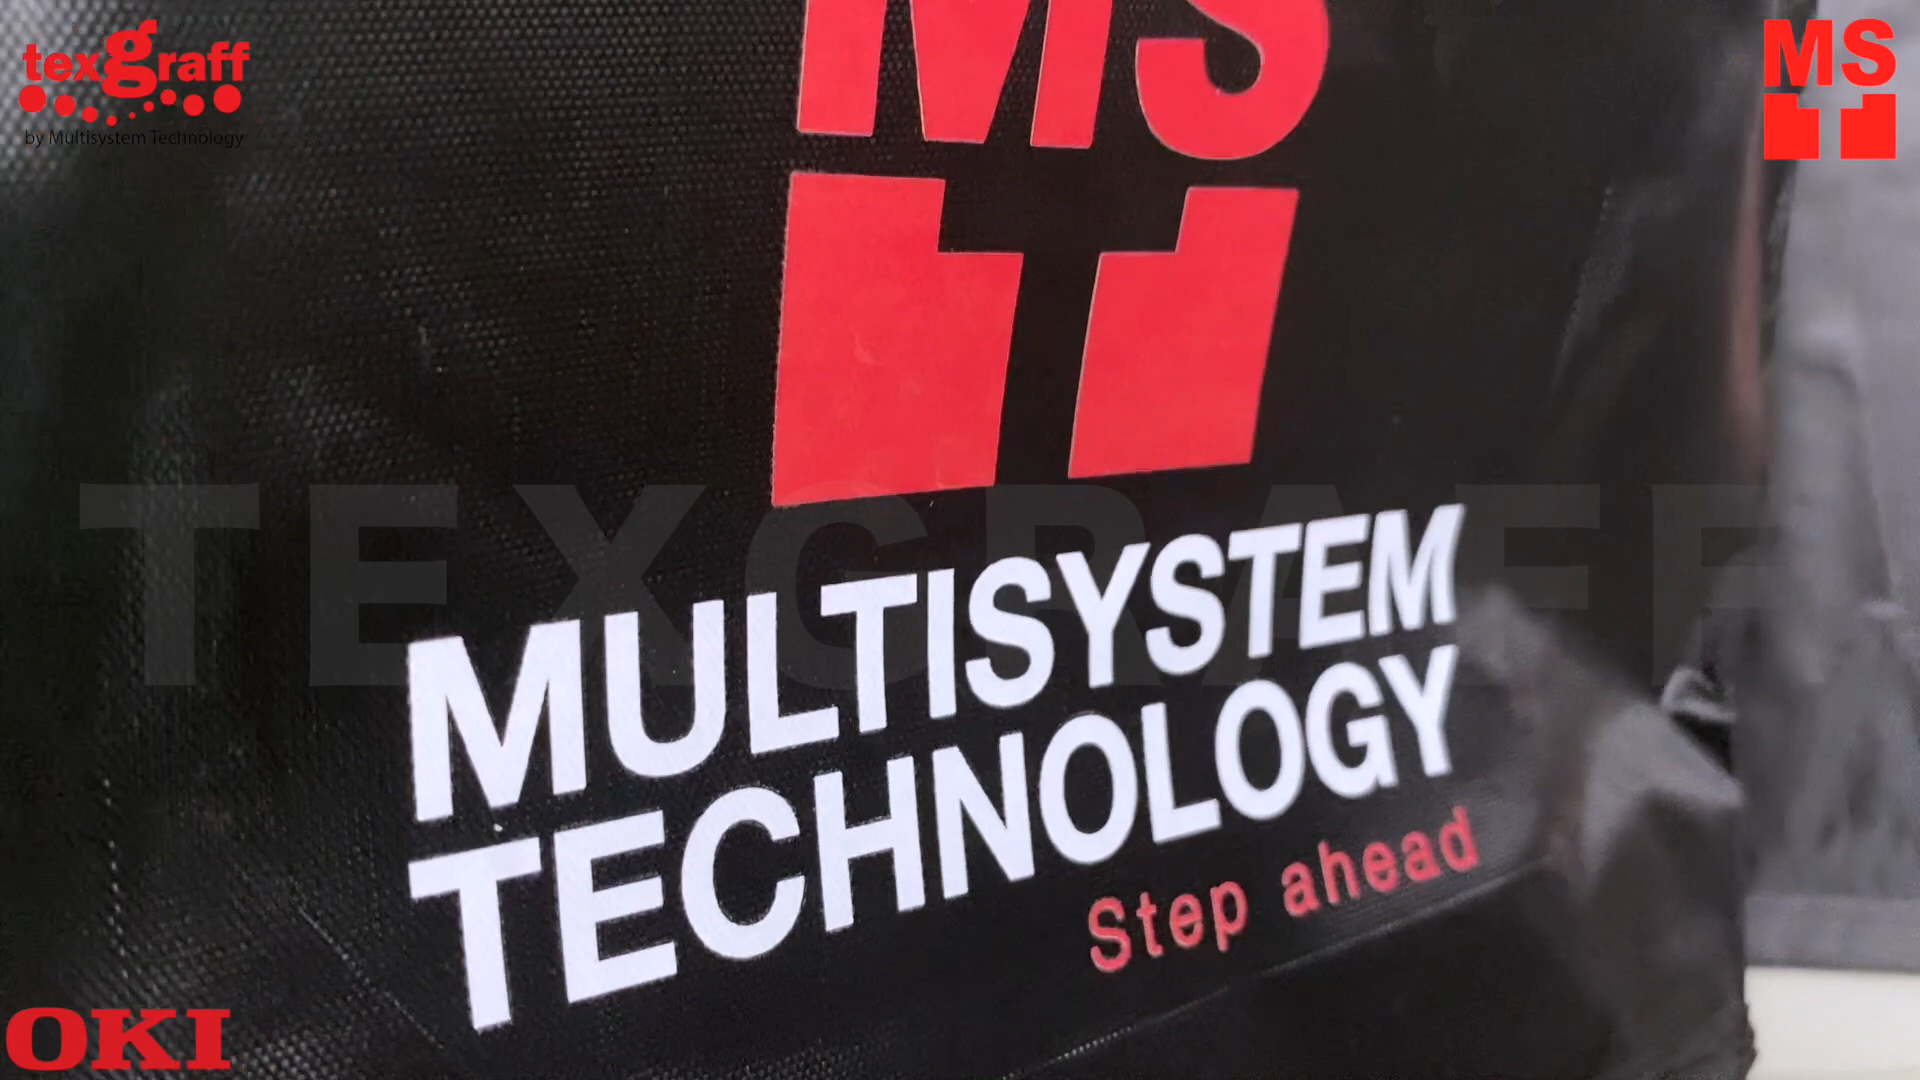 texgraff
by Multisystem Technology
MS
T
MS
T
TEXGRAFF
MULTISYSTEM
TECHNOLOGY
Step ahead
OKI